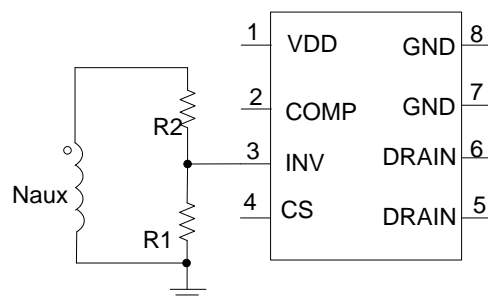 1 VDD GND 8
2 COMP GND 7
R2
3 INV DRAIN 6
Naux
4 CS DRAIN 5
R1